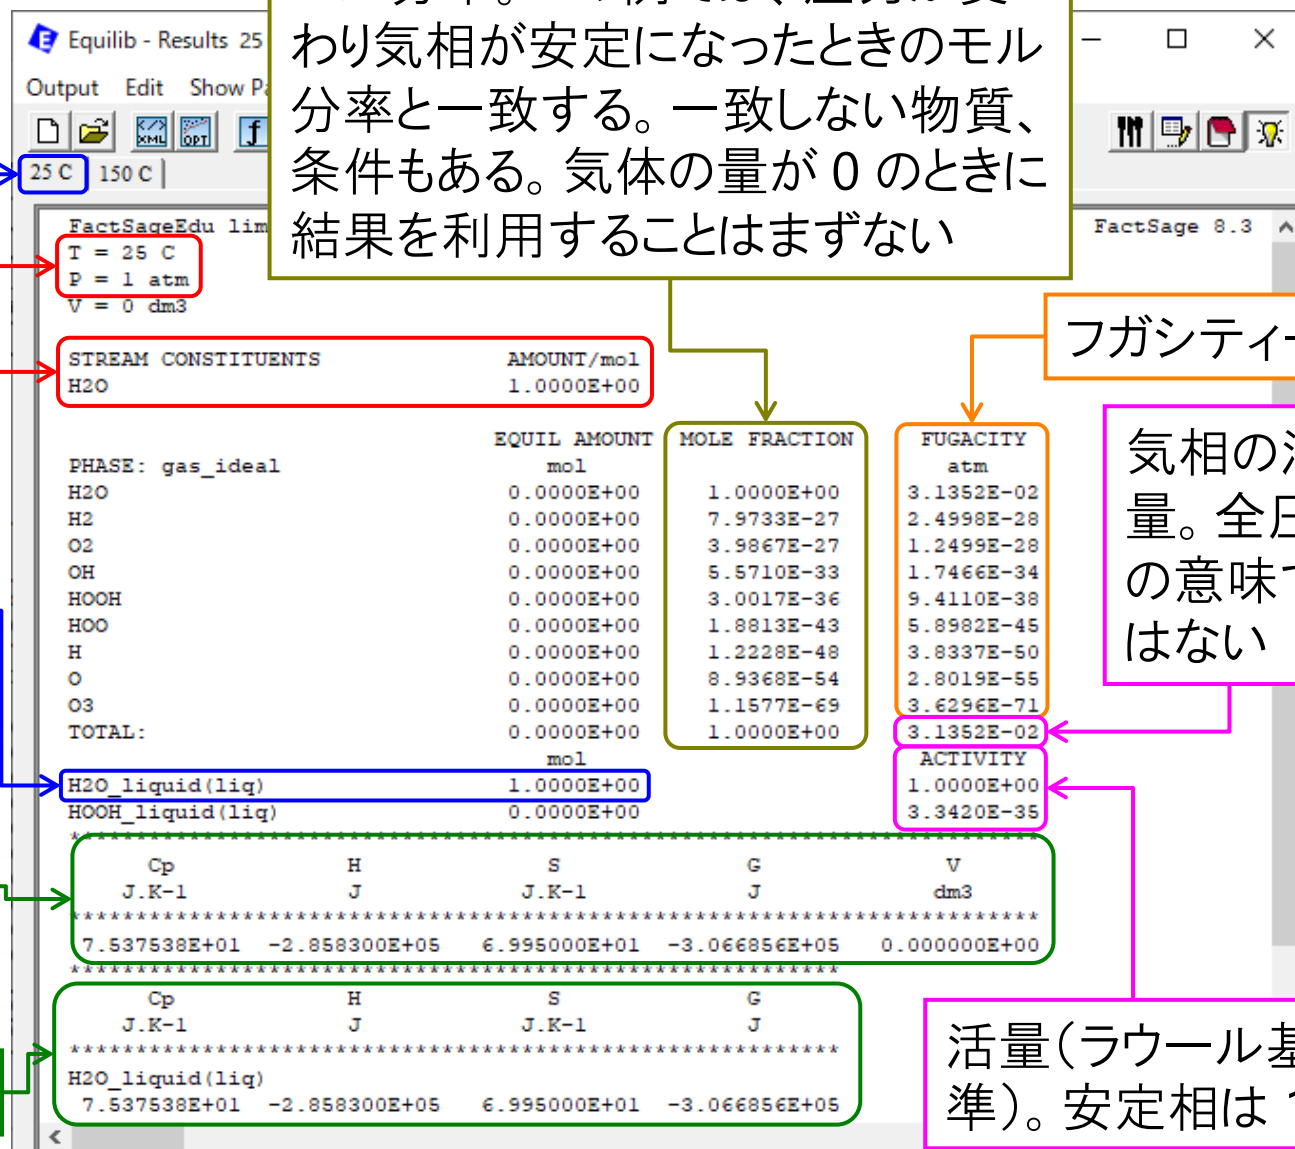 Equilib - Results 25
Output Edit Show
25 C 150 C
わり気相が安定になったときのモル
分率と一致する。一致しない物質、
条件もある。気体の量が 0 のときに
結果を利用することはまずない
FactSageEdu lim FactSage 8.3
T = 25 C
P = 1 atm
V = 0 dm3
フガシティー
STREAM CONSTITUENTS AMOUNT/mol
H2O 1.0000E+00
EQUIL AMOUNT MOLE FRACTION FUGACITY
PHASE: gas_ideal mol atm
H2O 0.0000E+00 1.0000E+00 3.1352E-02
H2 0.0000E+00 7.9733E-27 2.4998E-28
O2 0.0000E+00 3.9867E-27 1.2499E-28
OH 0.0000E+00 5.5710E-33 1.7466E-34
HOOH 0.0000E+00 3.0017E-36 9.4110E-38
HOO 0.0000E+00 1.8813E-43 5.8982E-45
H 0.0000E+00 1.2228E-48 3.8337E-50
O 0.0000E+00 8.9368E-54 2.8019E-55
O3 0.0000E+00 1.1577E-69 3.6296E-71
TOTAL: 0.0000E+00 1.0000E+00 3.1352E-02
mol ACTIVITY
H2O_liquid(liq) 1.0000E+00 1.0000E+00
HOOH_liquid(liq) 0.0000E+00 3.3420E-35
気相の
量。全
の意味
はない
Cp H S G V
J.K-1 J J.K-1 J dm3
7.537538E+01 -2.858300E+05 6.995000E+01 -3.066856E+05 0.000000E+00
Cp H S G
J.K-1 J J.K-1 J
H2O_liquid(liq)
7.537538E+01 -2.858300E+05 6.995000E+01 -3.066856E+05
活量(ラウール基
準)。安定相は 1